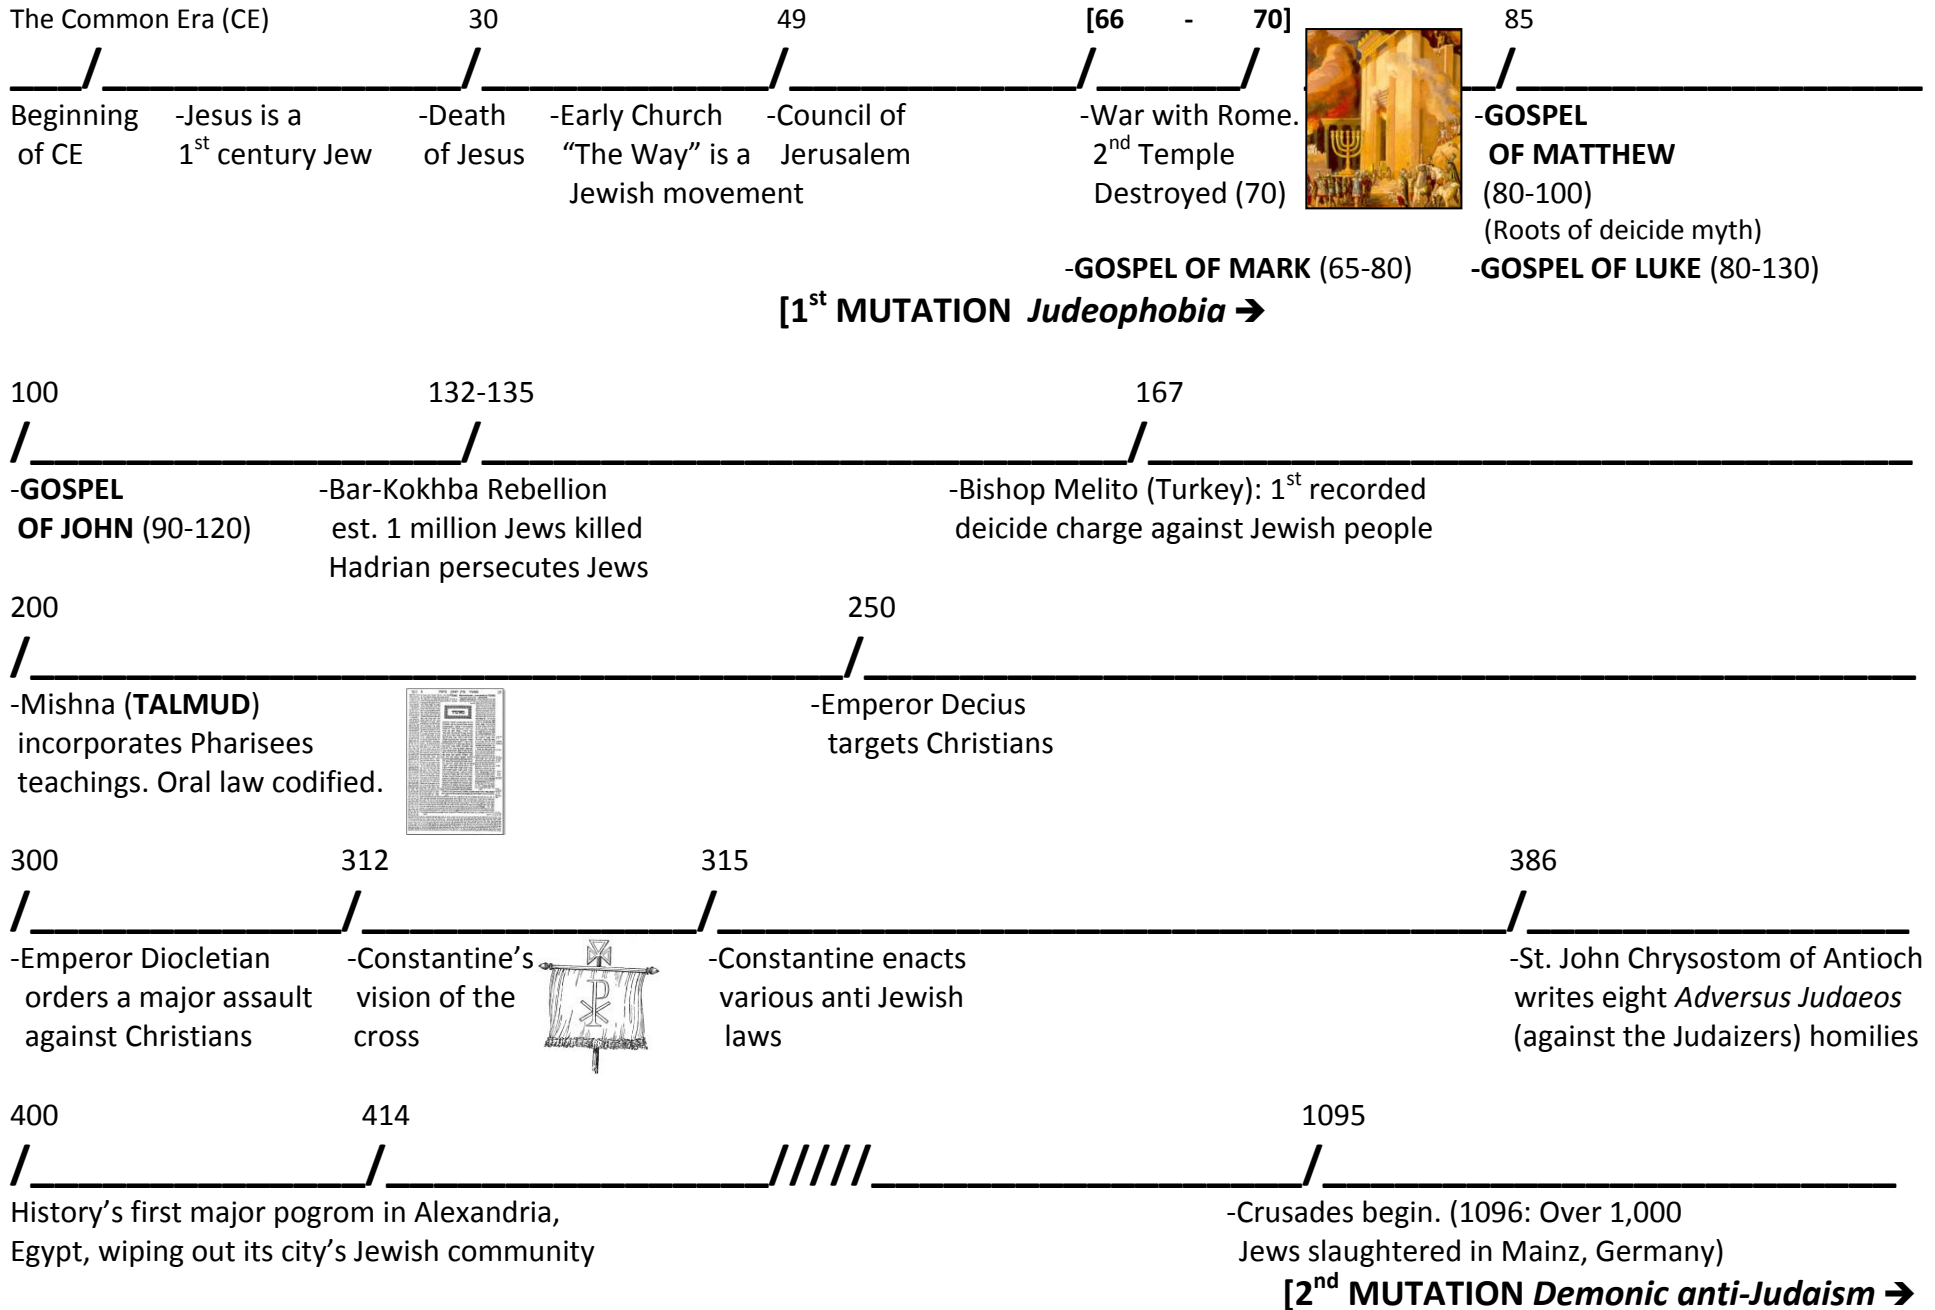 The Common Era (CE) 30 49 [66 - 70] 85
Beginning -Jesus is a -Death -Early Church -Council of -War with Rome. -GOSPEL
of CE 1st century Jew of Jesus “The Way” is a Jerusalem 2nd Temple OF MATTHEW
Jewish movement Destroyed (70) (80-100)
(Roots of deicide myth)
-GOSPEL OF MARK (65-80) -GOSPEL OF LUKE (80-130)
[1st MUTATION Judeophobia ➔
100 132-135 167
-GOSPEL -Bar-Kokhba Rebellion -Bishop Melito (Turkey): 1st recorded
OF JOHN (90-120) est. 1 million Jews killed deicide charge against Jewish people
Hadrian persecutes Jews
200 250
-Mishna (TALMUD) -Emperor Decius
incorporates Pharisees targets Christians
teachings. Oral law codified.
300 312 315 386
-Emperor Diocletian -Constantine’s -Constantine enacts -St. John Chrysostom of Antioch
orders a major assault vision of the various anti Jewish writes eight Adversus Judaeos
against Christians cross laws (against the Judaizers) homilies
400 414 1095
History’s first major pogrom in Alexandria, -Crusades begin. (1096: Over 1,000
Egypt, wiping out its city’s Jewish community Jews slaughtered in Mainz, Germany)
[2nd MUTATION Demonic anti-Judaism ➔